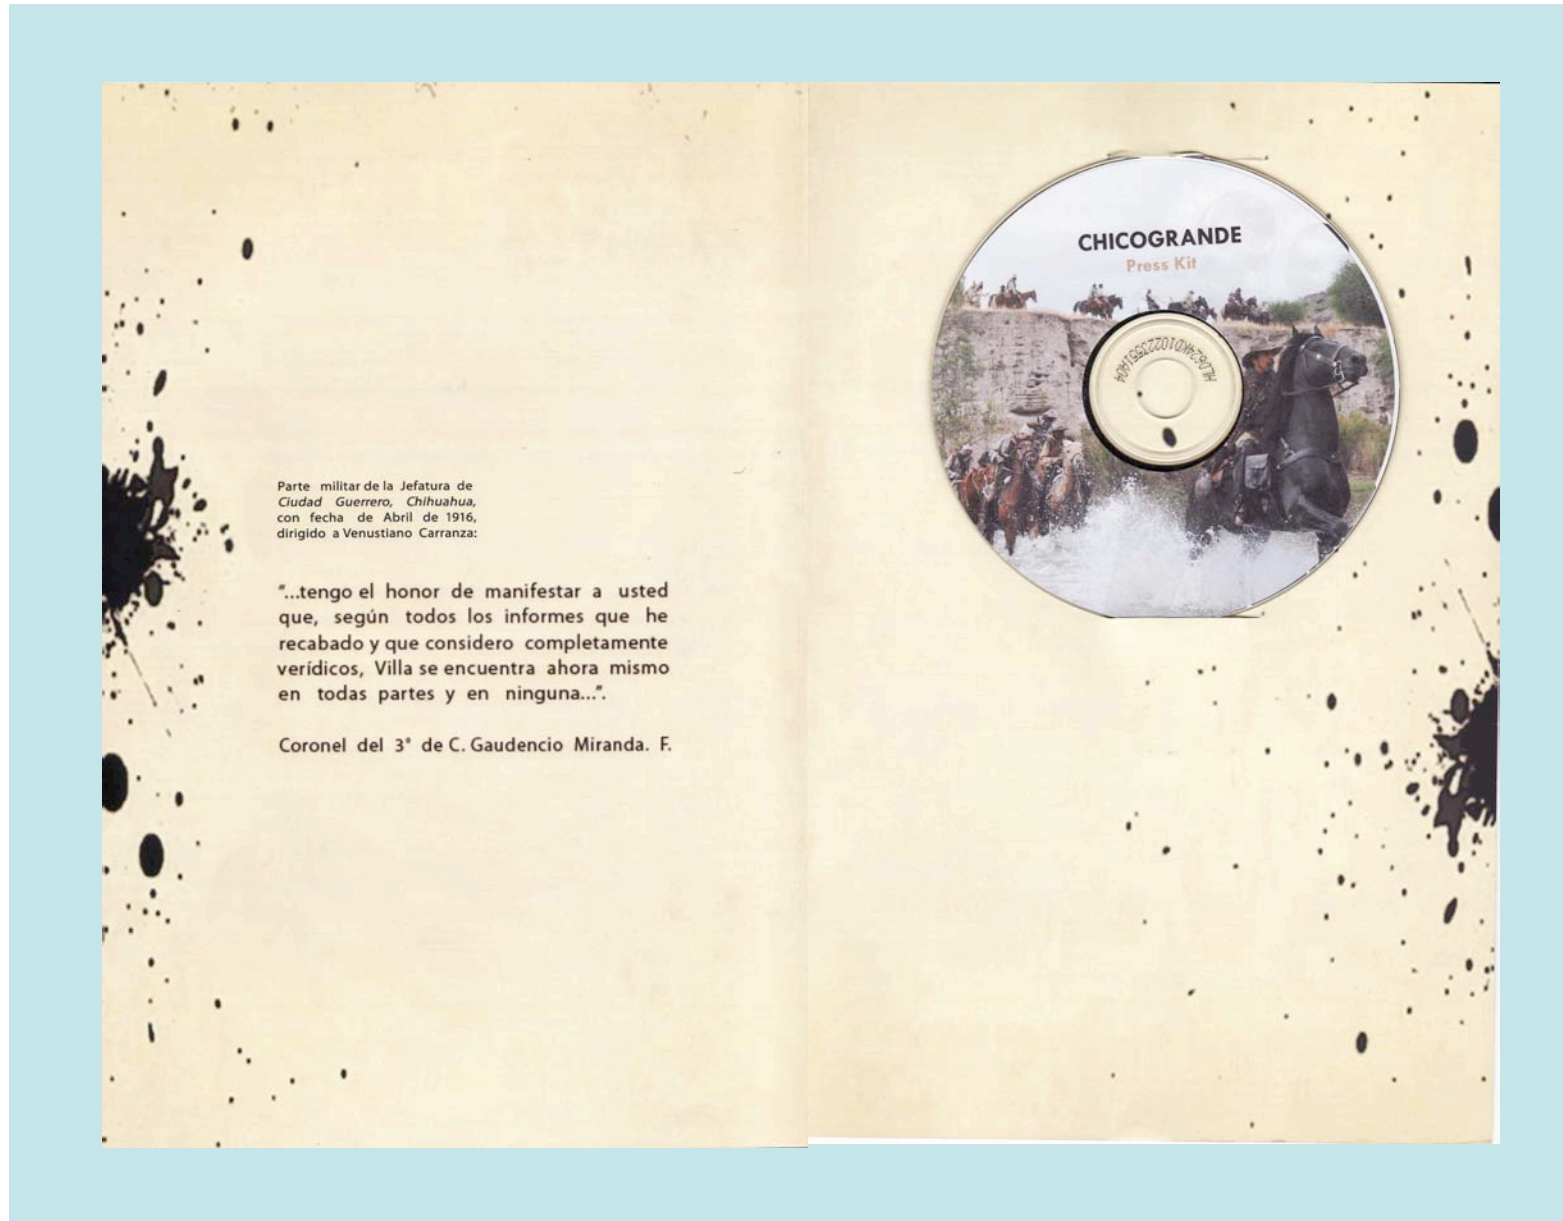 Parte militar de la Jefatura de
Ciudad Guerrero, Chihuahua,
con fecha de Abril de 1916,
dirigido a Venustiano Carranza:
"...tengo el honor de manifestar a usted
que, según todos los informes que he
recabado y que considero completamente
verídicos, Villa se encuentra ahora mismo
en todas partes y en ninguna...".
Coronel del 3° de C. Gaudencio Miranda. F.
CHICOGRANDE
Press Kit